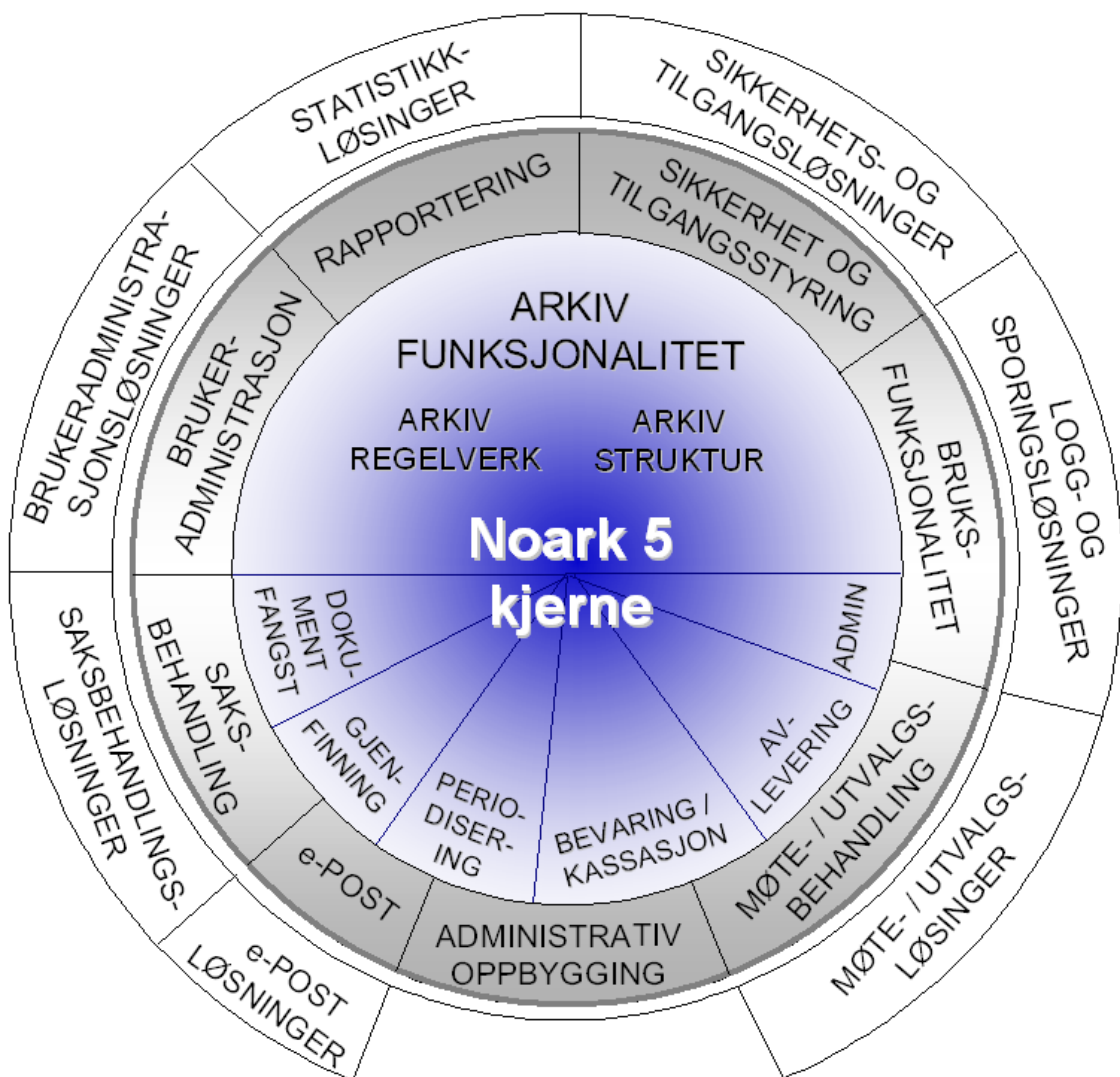 STATISTIKK-
LØSINGER
SIKKERHETS- OG
TILGANGSLØSNINGER
LOGG- OG
SPORINGSLØSNINGER
MØTE- / UTVALGS-
LØSINGER
e-POST
LØSNINGER
SAKSBEHANDLINGS-
LØSNINGER
BRUKERADMINISTRA-
SJONSLØSNINGER
RAPPORTERING
SIKKERHET OG
TILGANGSSTYRING
BRUKS-
FUNKSJONALITET
MØTE- / UTVALGS-
BEHANDLING
ADMINISTRATIV
OPPBYGGING
e-POST
SAKS-
BEHANDLING
BRUKER-
ADMINISTRASJON
ARKIV
FUNKSJONALITET
ARKIV
REGELVERK
ARKIV
STRUKTUR
Noark 5
kjerne
DOKU-
MENT
FANGST
GJEN-
FINNING
PERIO-
DISER-
ING
BEVARING /
KASSASJON
AV-
LEVERING
ADMIN